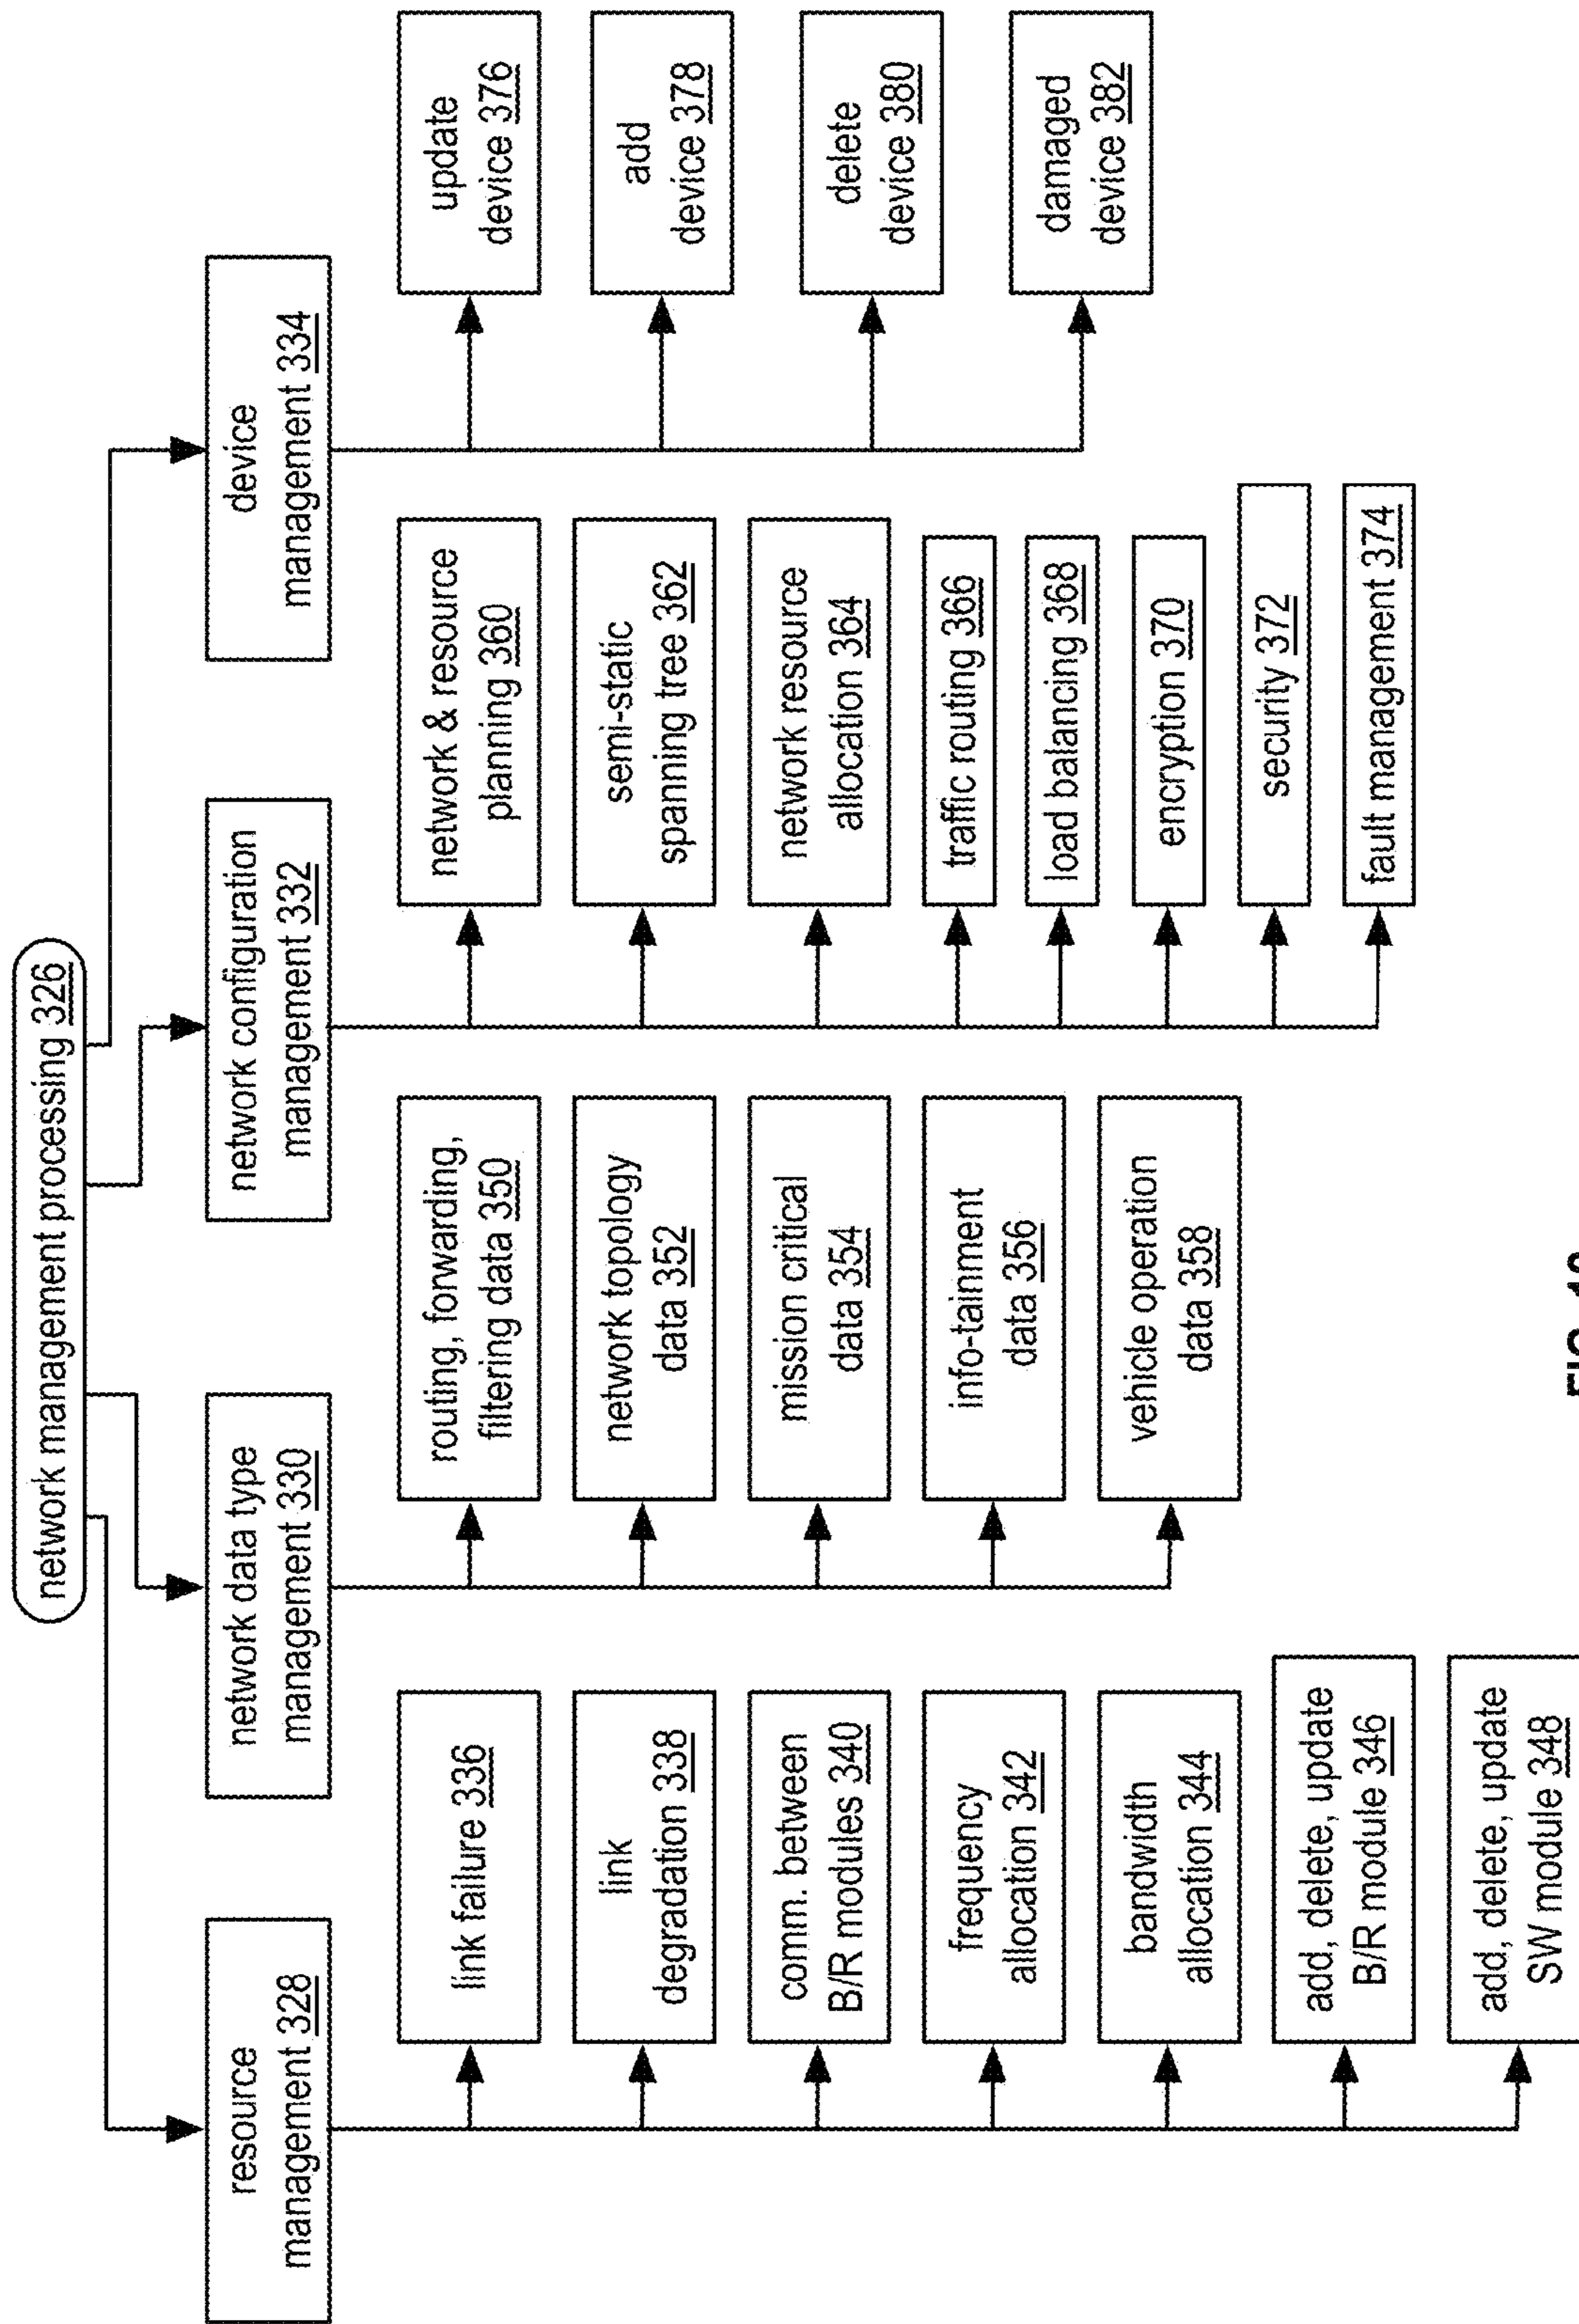 network management processing 326
resource
management 328
link failure 336
link
degradation 338
comm. between
B/R modules 340
frequency
allocation 342
bandwidth
allocation 344
add, delete, update
B/R module 346
add, delete, update
SW module 348
network data type
management 330
routing, forwarding,
filtering data 350
network topology
data 352
mission critical
data 354
info-tainment
data 356
vehicle operation
data 358
network configuration
management 332
network & resource
planning 360
semi-static
spanning tree 362
network resource
allocation 364
traffic routing 366
load balancing 368
encryption 370
security 372
fault management 374
device
management 334
update
device 376
add
device 378
delete
device 380
damaged
device 382
FIG.